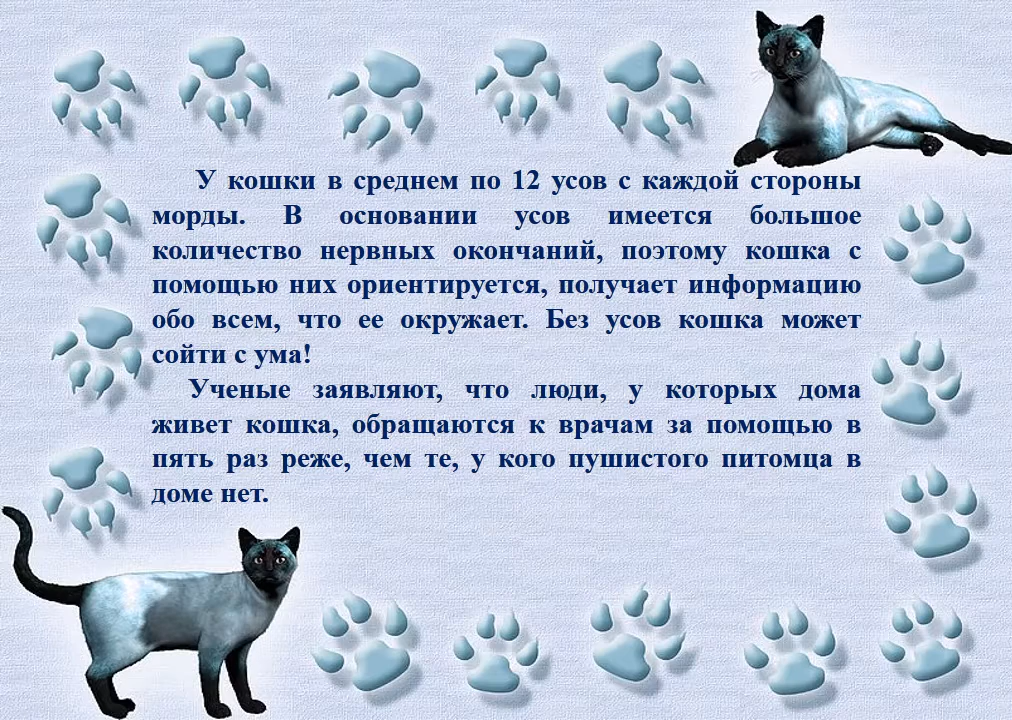 У кошки в среднем по 12 усов с каждой стороны
морды. В основании усов имеется большое
количество нервных окончаний, поэтому кошка с
помощью них ориентируется, получает информацию
обо всем, что ее окружает. Без усов кошка может
сойти с ума!
Ученые заявляют, что люди, у которых дома
живет кошка, обращаются к врачам за помощью в
пять раз реже, чем те, у кого пушистого питомца в
доме нет.